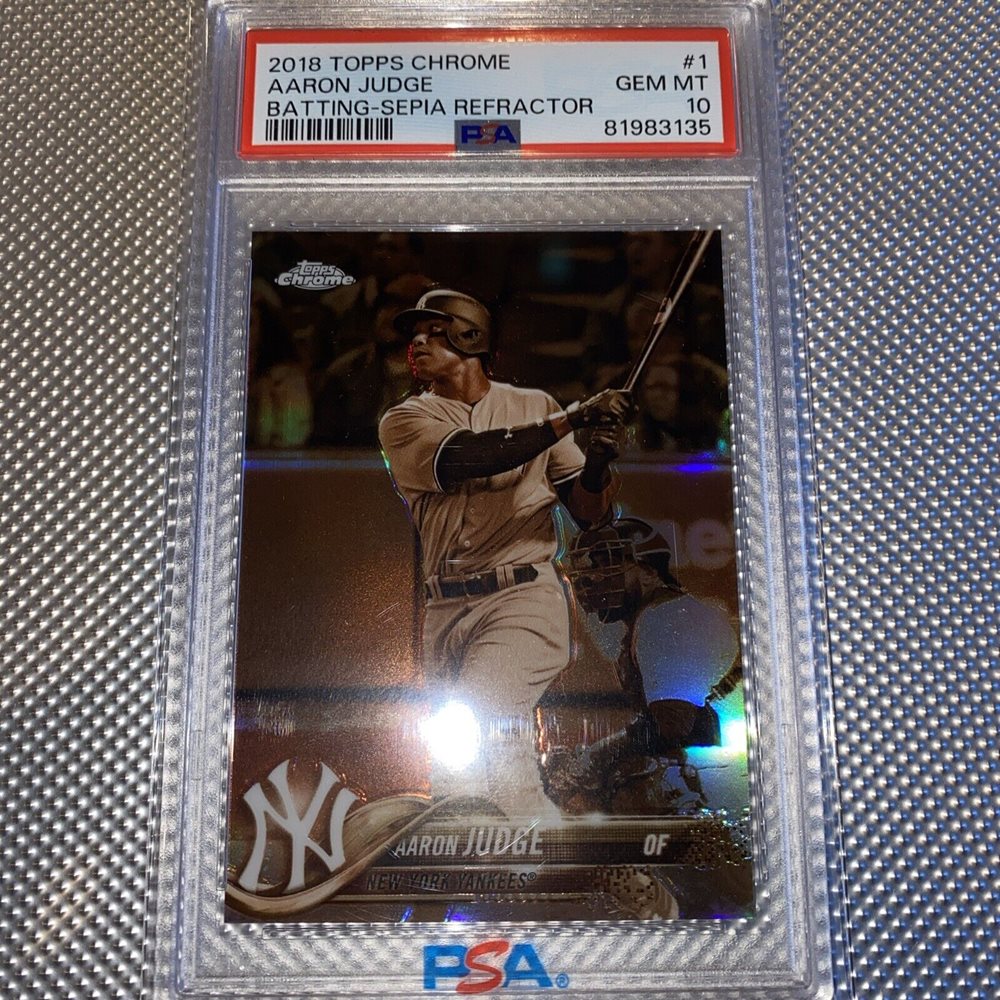 2018 TOPPS CHROME #1
AARON JUDGE GEM MT
BATTING-SEPIA REFRACTOR 10
PSA 81983135
topps
Chrome
NY
AARON JUDGE OF
NEW YORK YANKEES®
PSA®